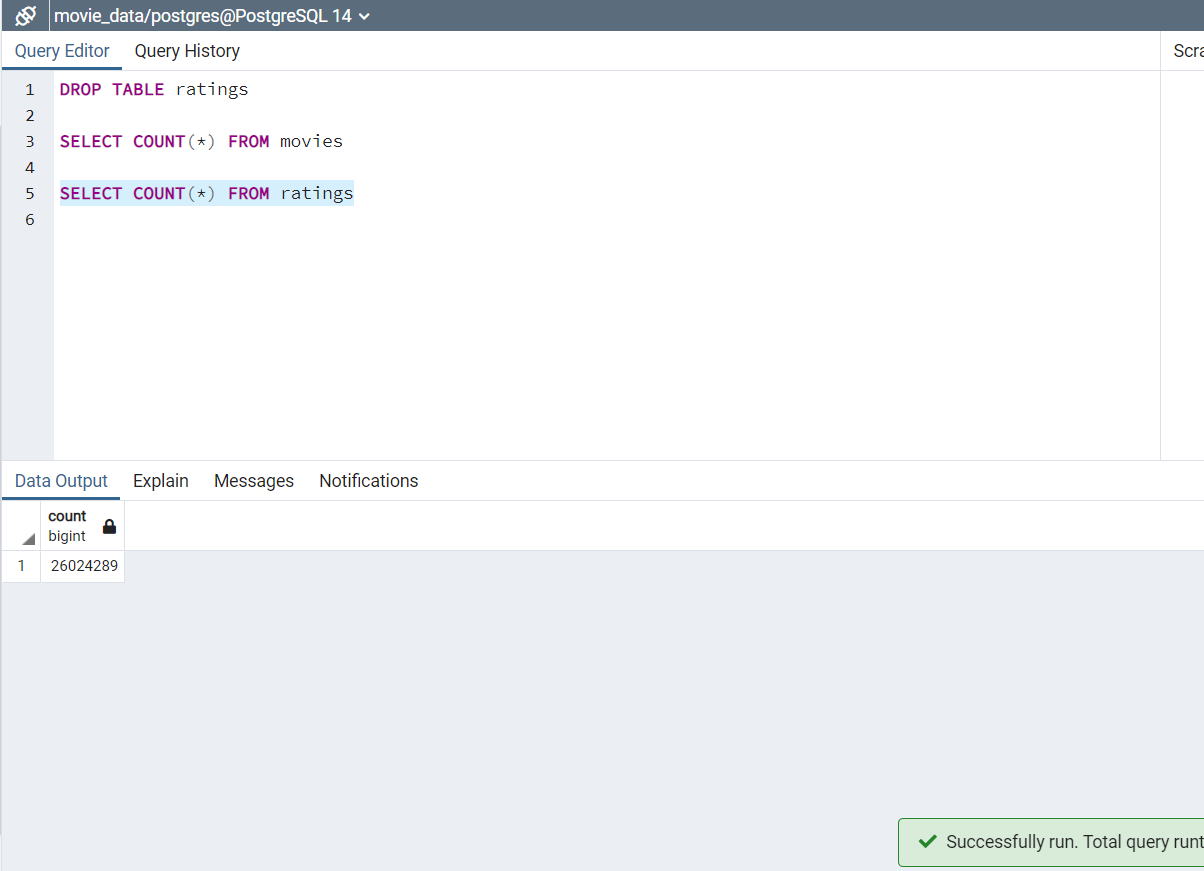 movie_data/postgres@PostgreSQL 14
Query Editor Query History
1 DROP TABLE ratings
2
3 SELECT COUNT(*) FROM movies
4
5 SELECT COUNT(*) FROM ratings
6
Data Output Explain Messages Notifications
count
bigint
1 26024289
Successfully run. Total query